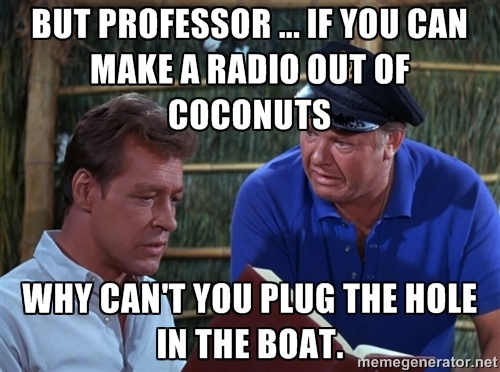 BUT PROFESSOR ... IF YOU CAN
MAKE A RADIO OUT OF
COCONUTS
WHY CAN'T YOU PLUG THE HOLE
IN THE BOAT.
memegenerator.net